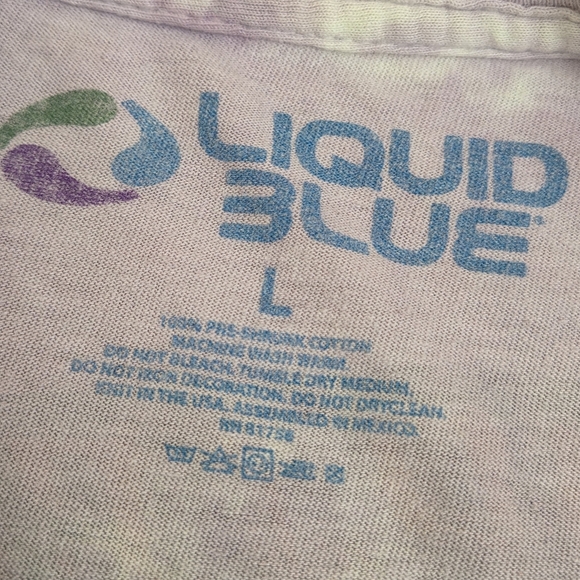 LIQUID
BLUE
L
100% PRE-SHRUNK COTTON
MACHINE WASH WARM
DO NOT BLEACH. TUMBLE DRY MEDIUM.
DO NOT IRON DECORATION. DO NOT DRYCLEAN.
KNIT IN THE USA. ASSEMBLED IN MEXICO.
RN 81758